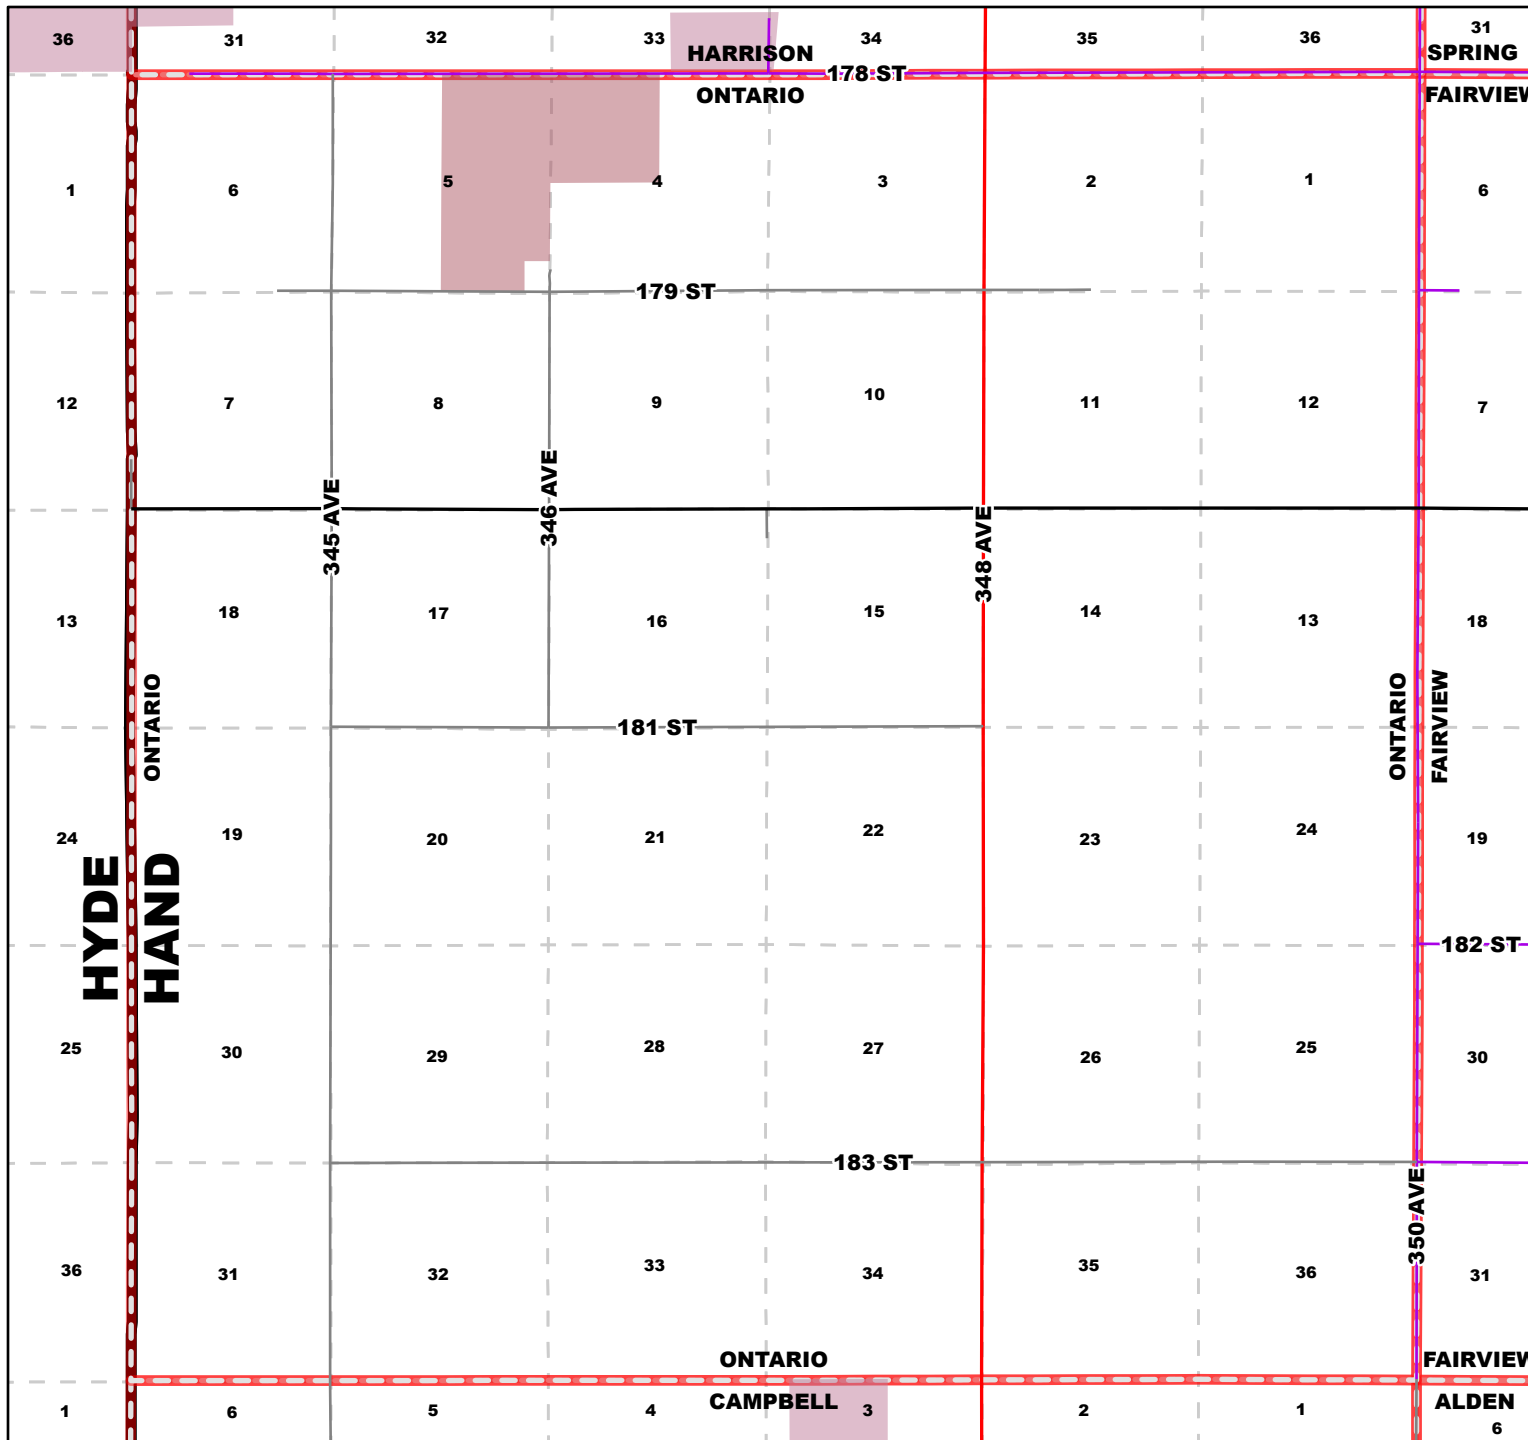 36 31 32 33 34 35 36 31
HARRISON SPRING
178 ST
ONTARIO FAIRVIEW
1 6 5 4 3 2 1 6
179 ST
12 7 8 9 10 11 12 7
345 AVE 346 AVE 348 AVE
13 18 17 16 15 14 13 18
ONTARIO ONTARIO FAIRVIEW
181 ST
24 19 20 21 22 23 24 19
HYDE HAND
182 ST
25 30 29 28 27 26 25 30
183 ST
350 AVE
36 31 32 33 34 35 36 31
ONTARIO FAIRVIEW
CAMPBELL ALDEN
1 6 5 4 3 2 1 6